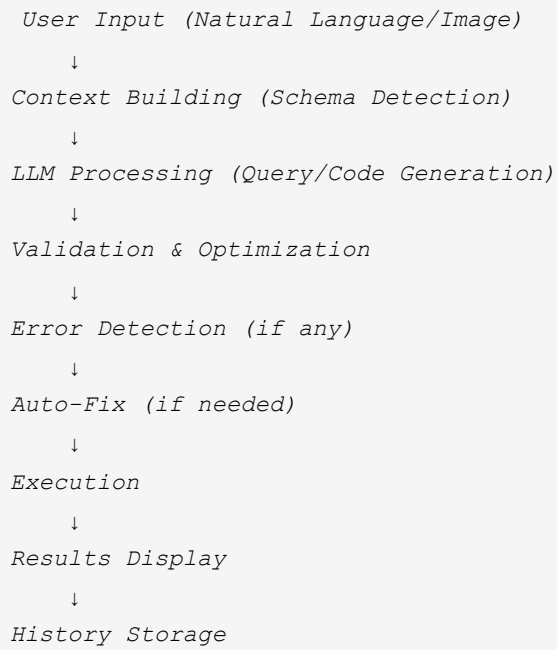 User Input (Natural Language/Image)
↓
Context Building (Schema Detection)
↓
LLM Processing (Query/Code Generation)
↓
Validation & Optimization
↓
Error Detection (if any)
↓
Auto-Fix (if needed)
↓
Execution
↓
Results Display
↓
History Storage